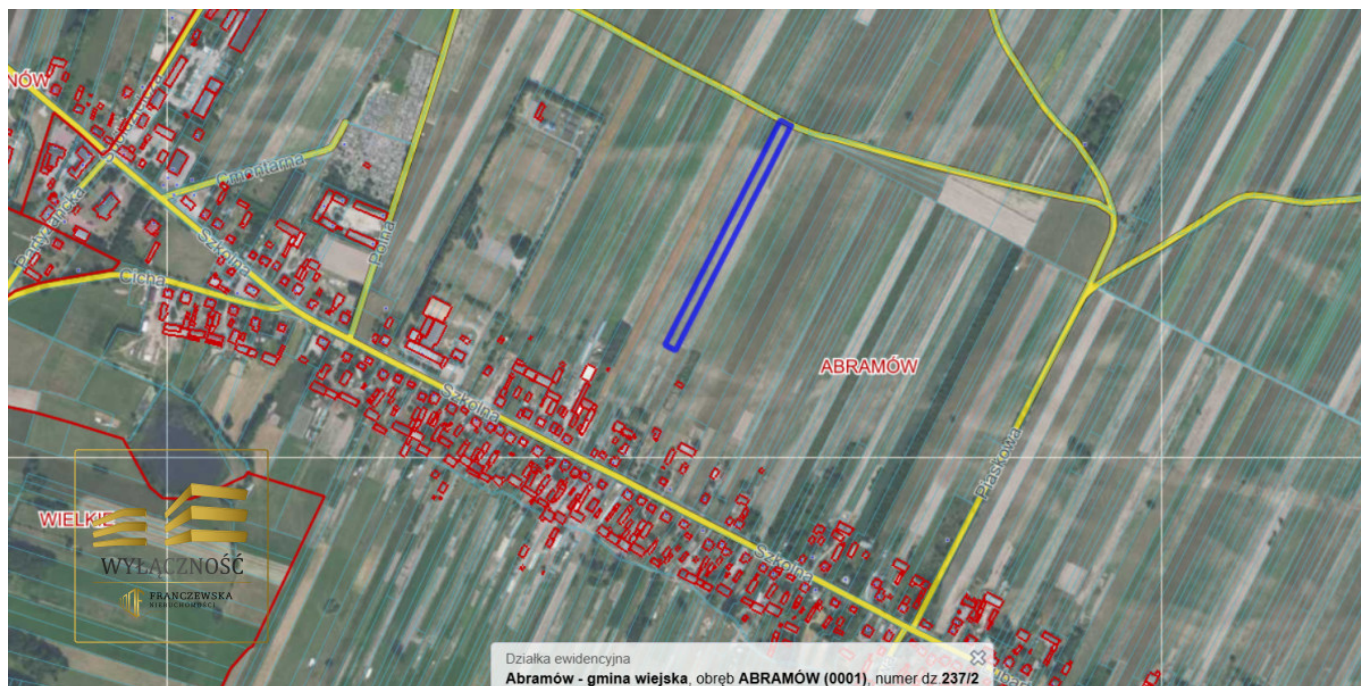 NÓW
Cmentarna
Partyzancka
Szkolna
Polna
Cicha
ABRAMÓW
Szkolna
Piaskowa
WIELKIE
WYŁĄCZNOŚĆ
FRANCZEWSKA
NIERUCHOMOŚCI
Szkolna
Działka ewidencyjna
Abramów - gmina wiejska, obręb ABRAMÓW (0001), numer dz 237/2